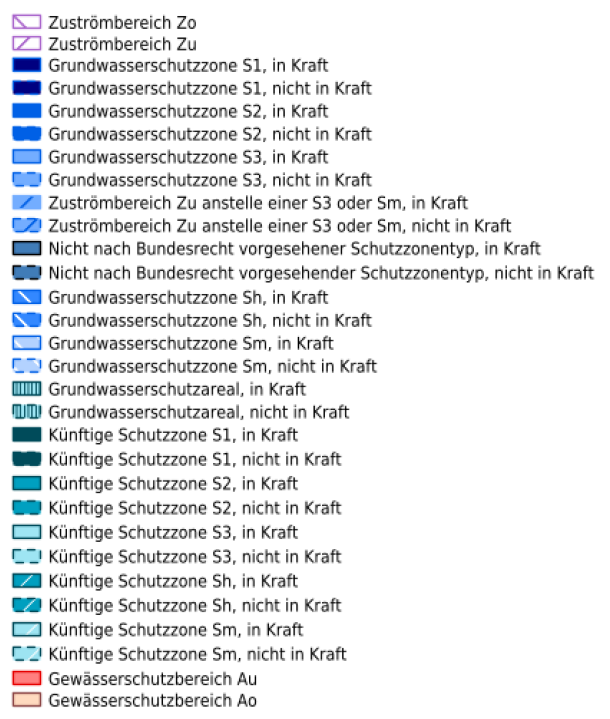 Zuströmbereich Zo
Zuströmbereich Zu
Grundwasserschutzzone S1, in Kraft
Grundwasserschutzzone S1, nicht in Kraft
Grundwasserschutzzone S2, in Kraft
Grundwasserschutzzone S2, nicht in Kraft
Grundwasserschutzzone S3, in Kraft
Grundwasserschutzzone S3, nicht in Kraft
Zuströmbereich Zu anstelle einer S3 oder Sm, in Kraft
Zuströmbereich Zu anstelle einer S3 oder Sm, nicht in Kraft
Nicht nach Bundesrecht vorgesehener Schutzzonentyp, in Kraft
Nicht nach Bundesrecht vorgesehender Schutzzonentyp, nicht in Kraft
Grundwasserschutzzone Sh, in Kraft
Grundwasserschutzzone Sh, nicht in Kraft
Grundwasserschutzzone Sm, in Kraft
Grundwasserschutzzone Sm, nicht in Kraft
Grundwasserschutzareal, in Kraft
Grundwasserschutzareal, nicht in Kraft
Künftige Schutzzone S1, in Kraft
Künftige Schutzzone S1, nicht in Kraft
Künftige Schutzzone S2, in Kraft
Künftige Schutzzone S2, nicht in Kraft
Künftige Schutzzone S3, in Kraft
Künftige Schutzzone S3, nicht in Kraft
Künftige Schutzzone Sh, in Kraft
Künftige Schutzzone Sh, nicht in Kraft
Künftige Schutzzone Sm, in Kraft
Künftige Schutzzone Sm, nicht in Kraft
Gewässerschutzbereich Au
Gewässerschutzbereich Ao